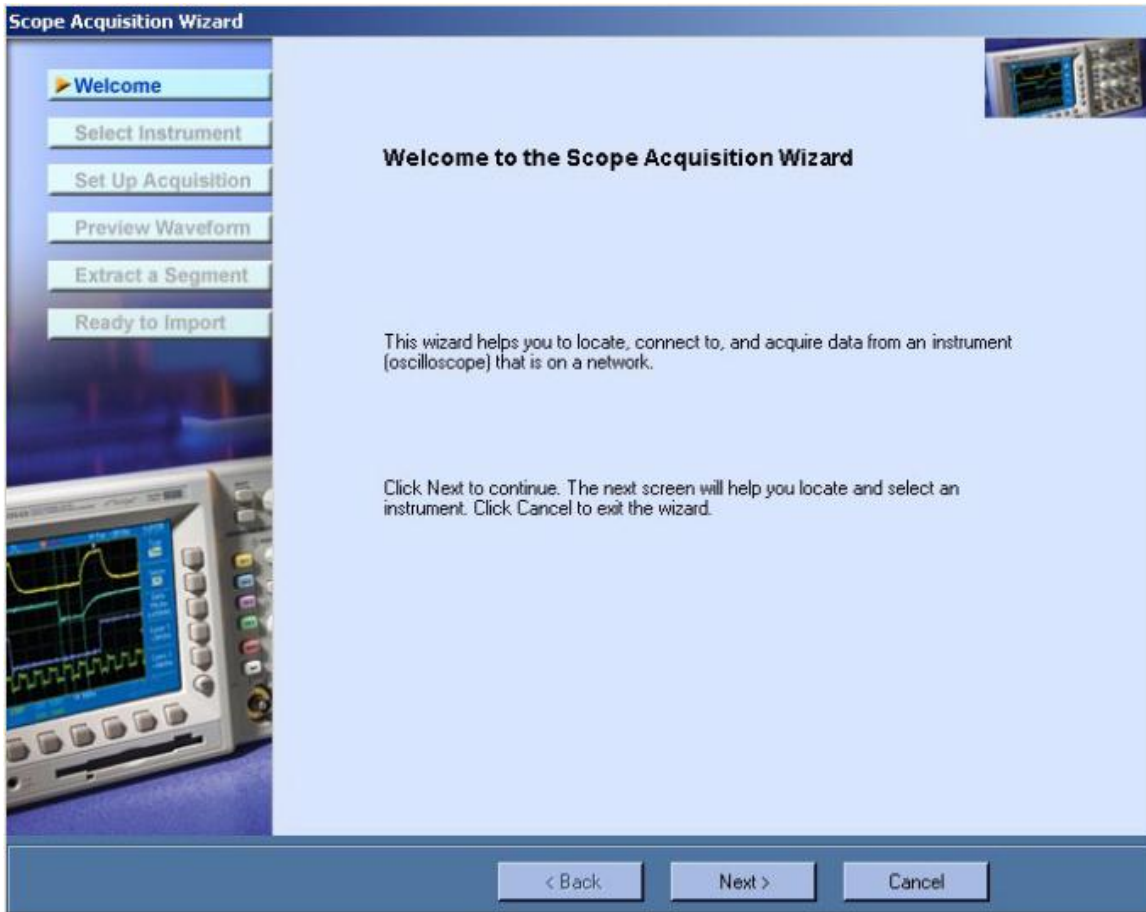 Scope Acquisition Wizard
Welcome
Select Instrument
Set Up Acquisition
Preview Waveform
Extract a Segment
Ready to Import
Welcome to the Scope Acquisition Wizard
This wizard helps you to locate, connect to, and acquire data from an instrument
(oscilloscope) that is on a network.
Click Next to continue. The next screen will help you locate and select an
instrument. Click Cancel to exit the wizard.
< Back
Next >
Cancel